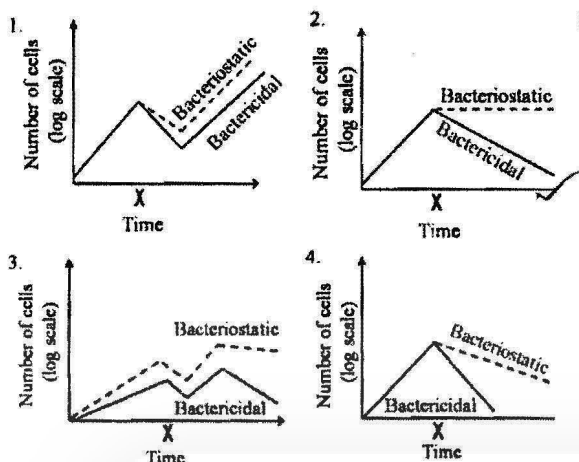 1.
Number of cells
(log scale)
Bacteriostatic
Bactericidal
X
Time
2.
Number of cells
(log scale)
Bacteriostatic
Bactericidal
X
Time
3.
Number of cells
(log scale)
Bacteriostatic
Bactericidal
X
Time
4.
Number of cells
(log scale)
Bacteriostatic
Bactericidal
X
Time